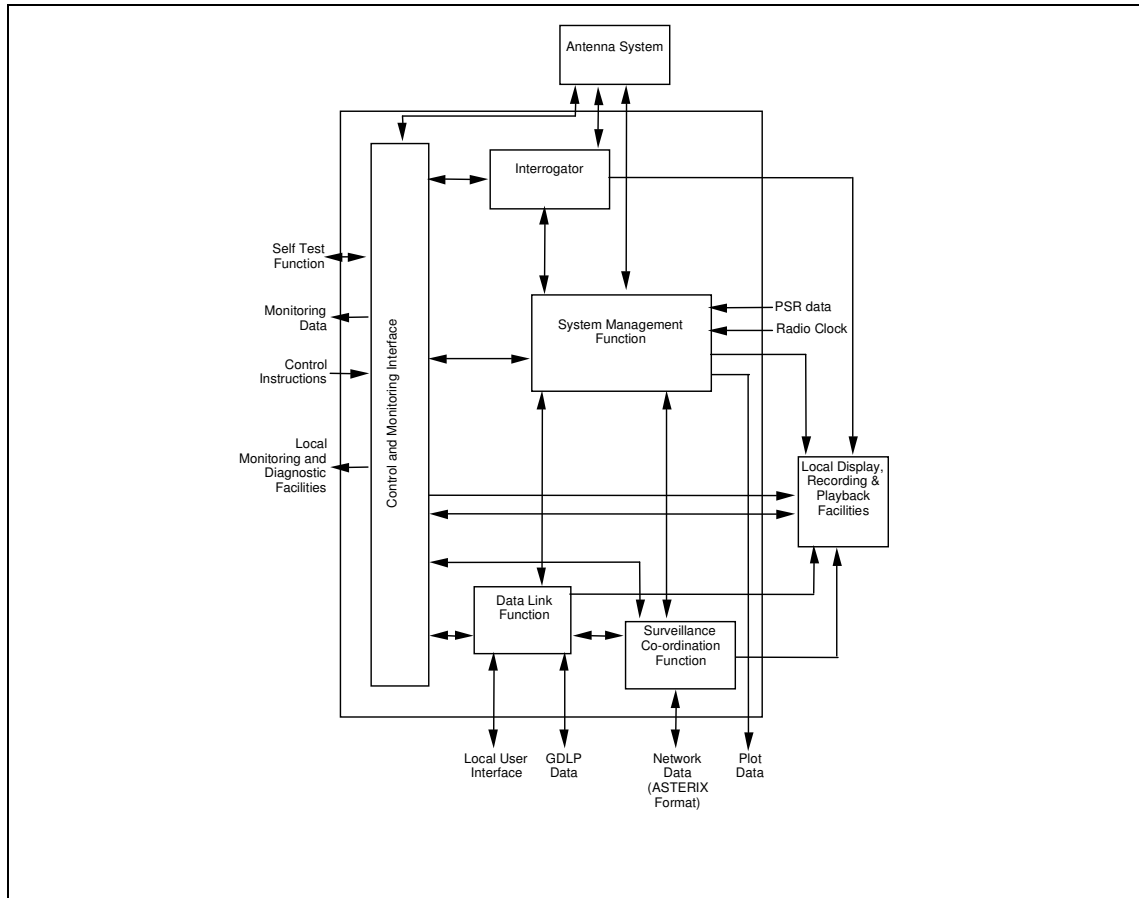 Antenna System
Interrogator
Self Test
Function
Monitoring
Data
Control
Instructions
Local
Monitoring and
Diagnostic
Facilities
Control and Monitoring Interface
System Management
Function
PSR data
Radio Clock
Local Display,
Recording &
Playback
Facilities
Data Link
Function
Surveillance
Co-ordination
Function
Local User
Interface
GDLP
Data
Network
Data
(ASTERIX
Format)
Plot
Data